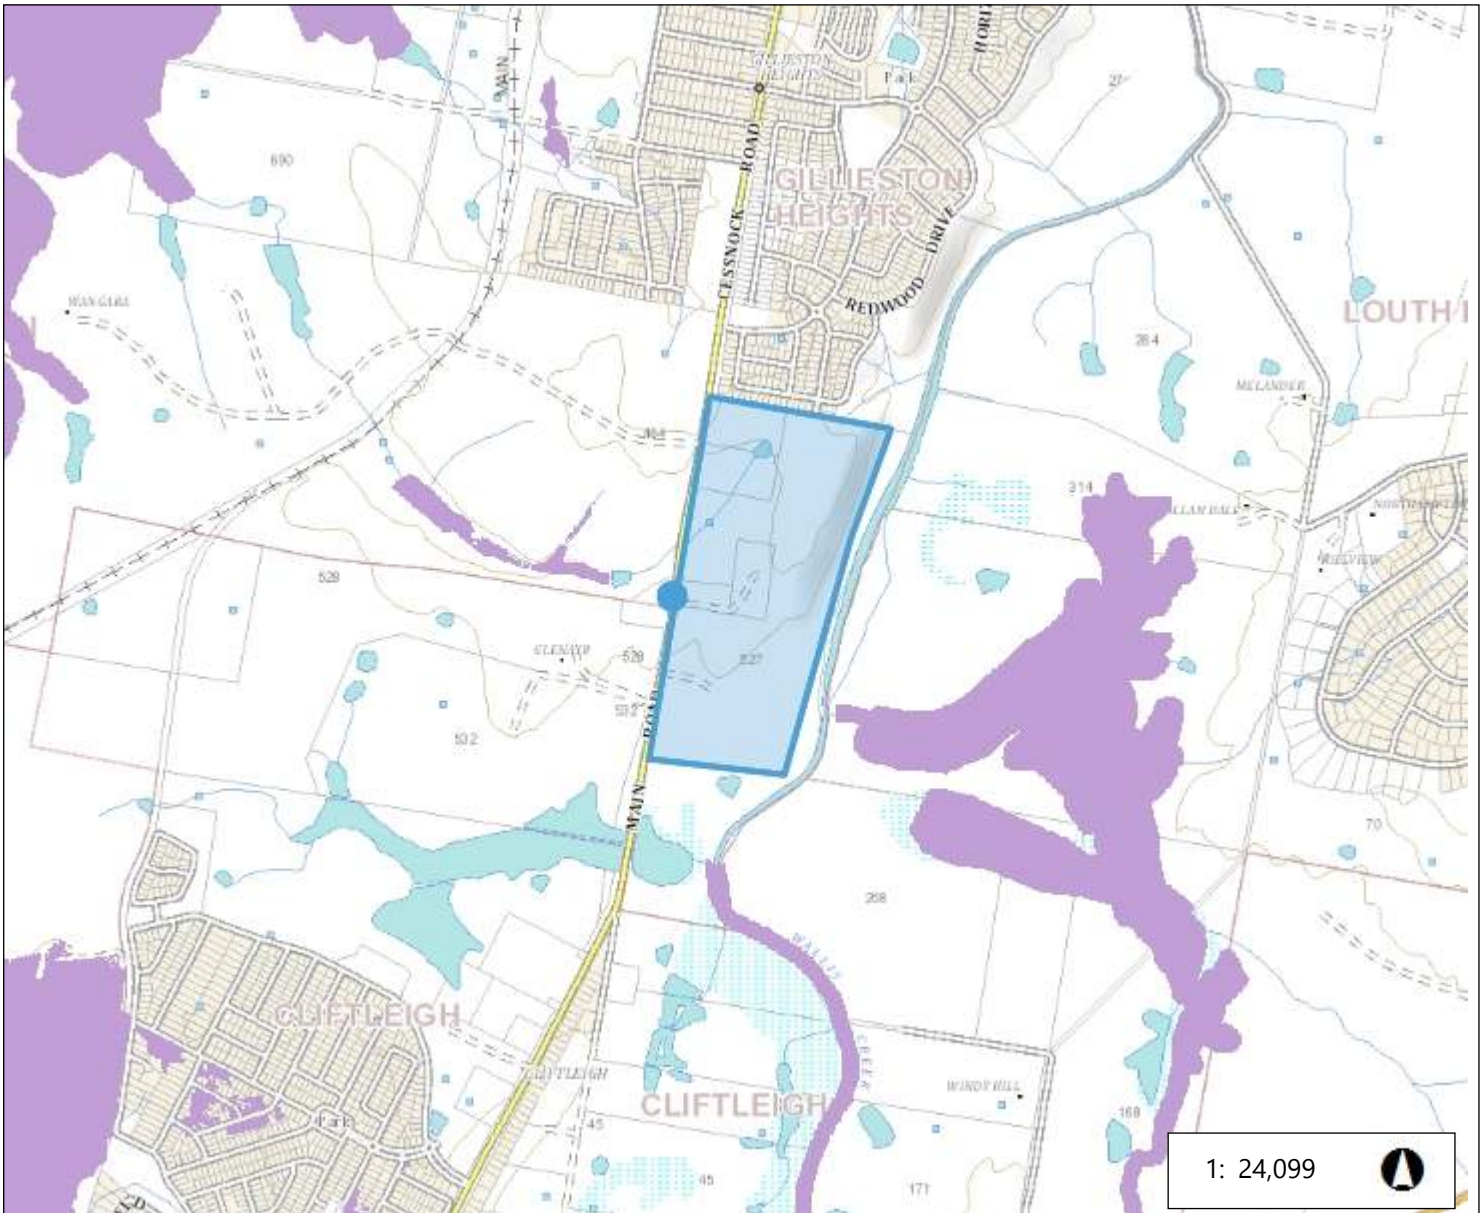 MAIN
GILLIESTON
HEIGHTS
Park
690
ROAD
GILLIESTON
HEIGHTS
CESSNOCK
DRIVE
REDWOOD
WAN GARA
LOUTH
284
MELANDER
314
528
GLENAYR
529
527
532
532
ROAD
MAIN
70
268
WALLIS
CREEK
CLIFTLEIGH
CLIFTLEIGH
WINDY HILL
CLIFTLEIGH
Park
45
168
45
171
1: 24,099